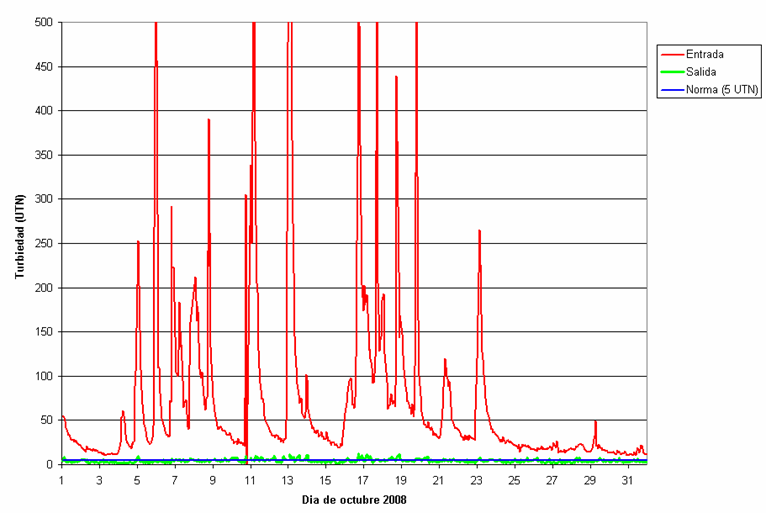 500
450
400
350
300
250
200
150
100
50
0
Turbiedad (UTN)
1 3 5 7 9 11 13 15 17 19 21 23 25 27 29 31
Dia de octubre 2008
Entrada
Salida
Norma (5 UTN)